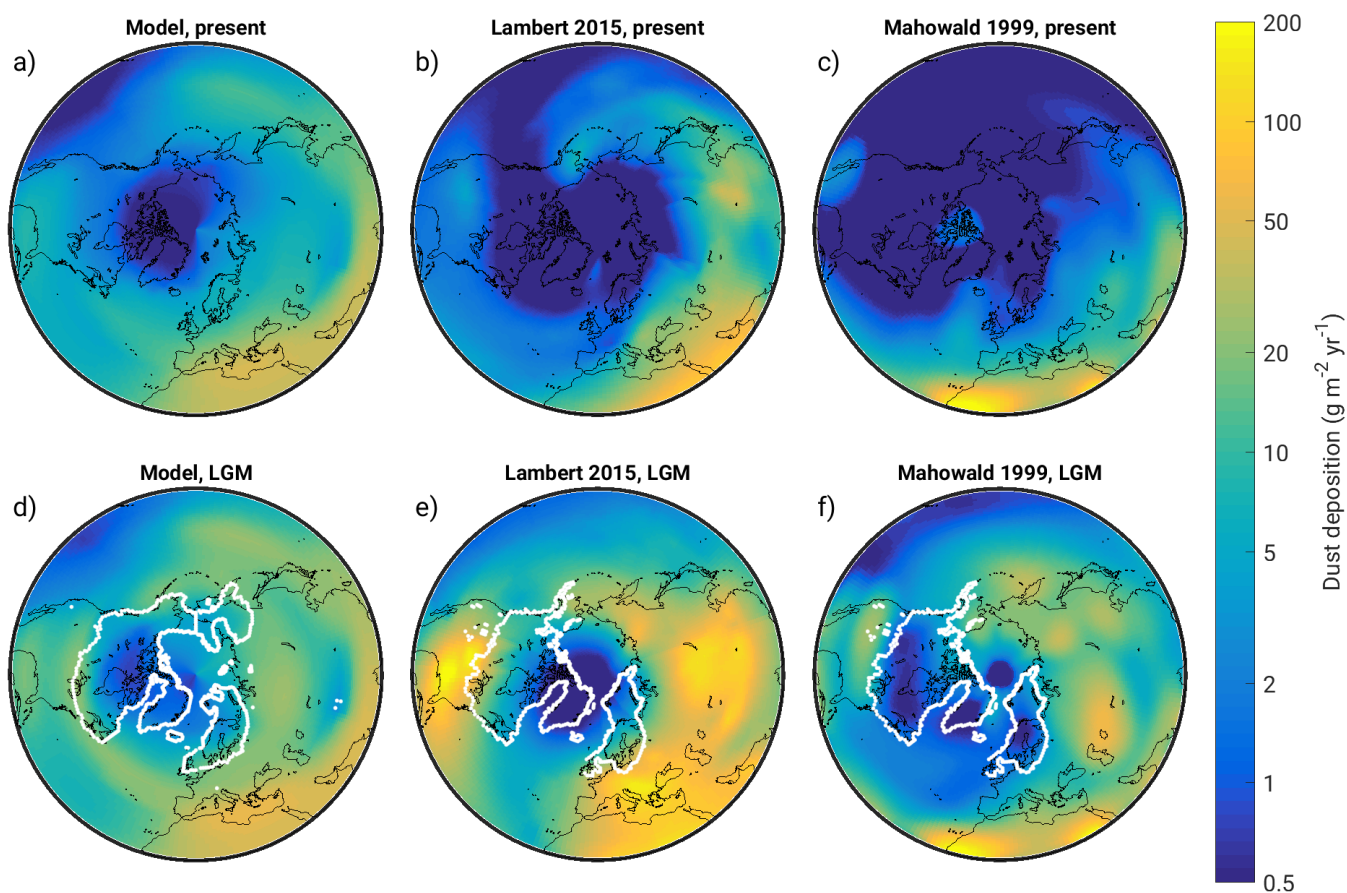 Model, present
Lambert 2015, present
Mahowald 1999, present
a)
b)
c)
Model, LGM
Lambert 2015, LGM
Mahowald 1999, LGM
d)
e)
f)
200
100
50
20
10
5
2
1
0.5
Dust deposition (g m⁻² yr⁻¹)